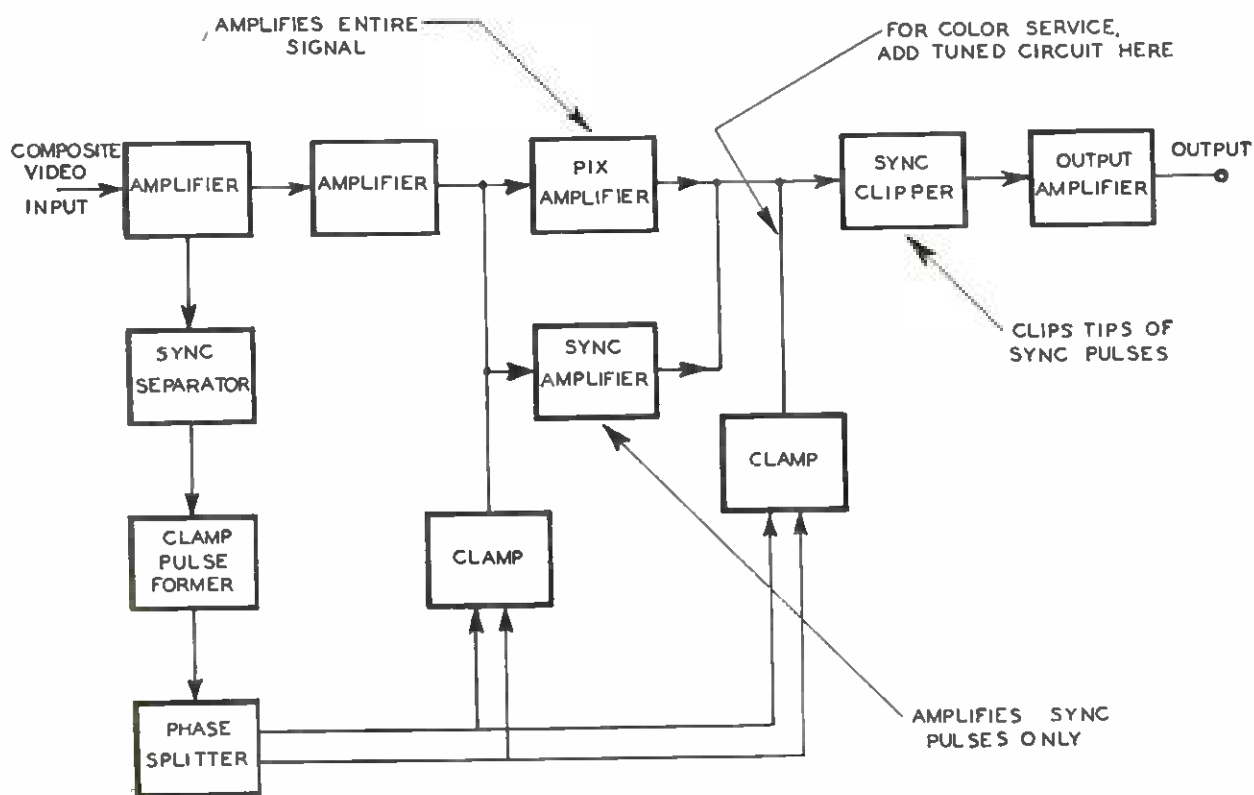 AMPLIFIES ENTIRE
SIGNAL
FOR COLOR SERVICE,
ADD TUNED CIRCUIT HERE
COMPOSITE
VIDEO
INPUT
AMPLIFIER
AMPLIFIER
PIX
AMPLIFIER
SYNC
CLIPPER
OUTPUT
AMPLIFIER
OUTPUT
SYNC
SEPARATOR
SYNC
AMPLIFIER
CLIPS TIPS OF
SYNC PULSES
CLAMP
CLAMP
PULSE
FORMER
CLAMP
PHASE
SPLITTER
AMPLIFIES SYNC
PULSES ONLY